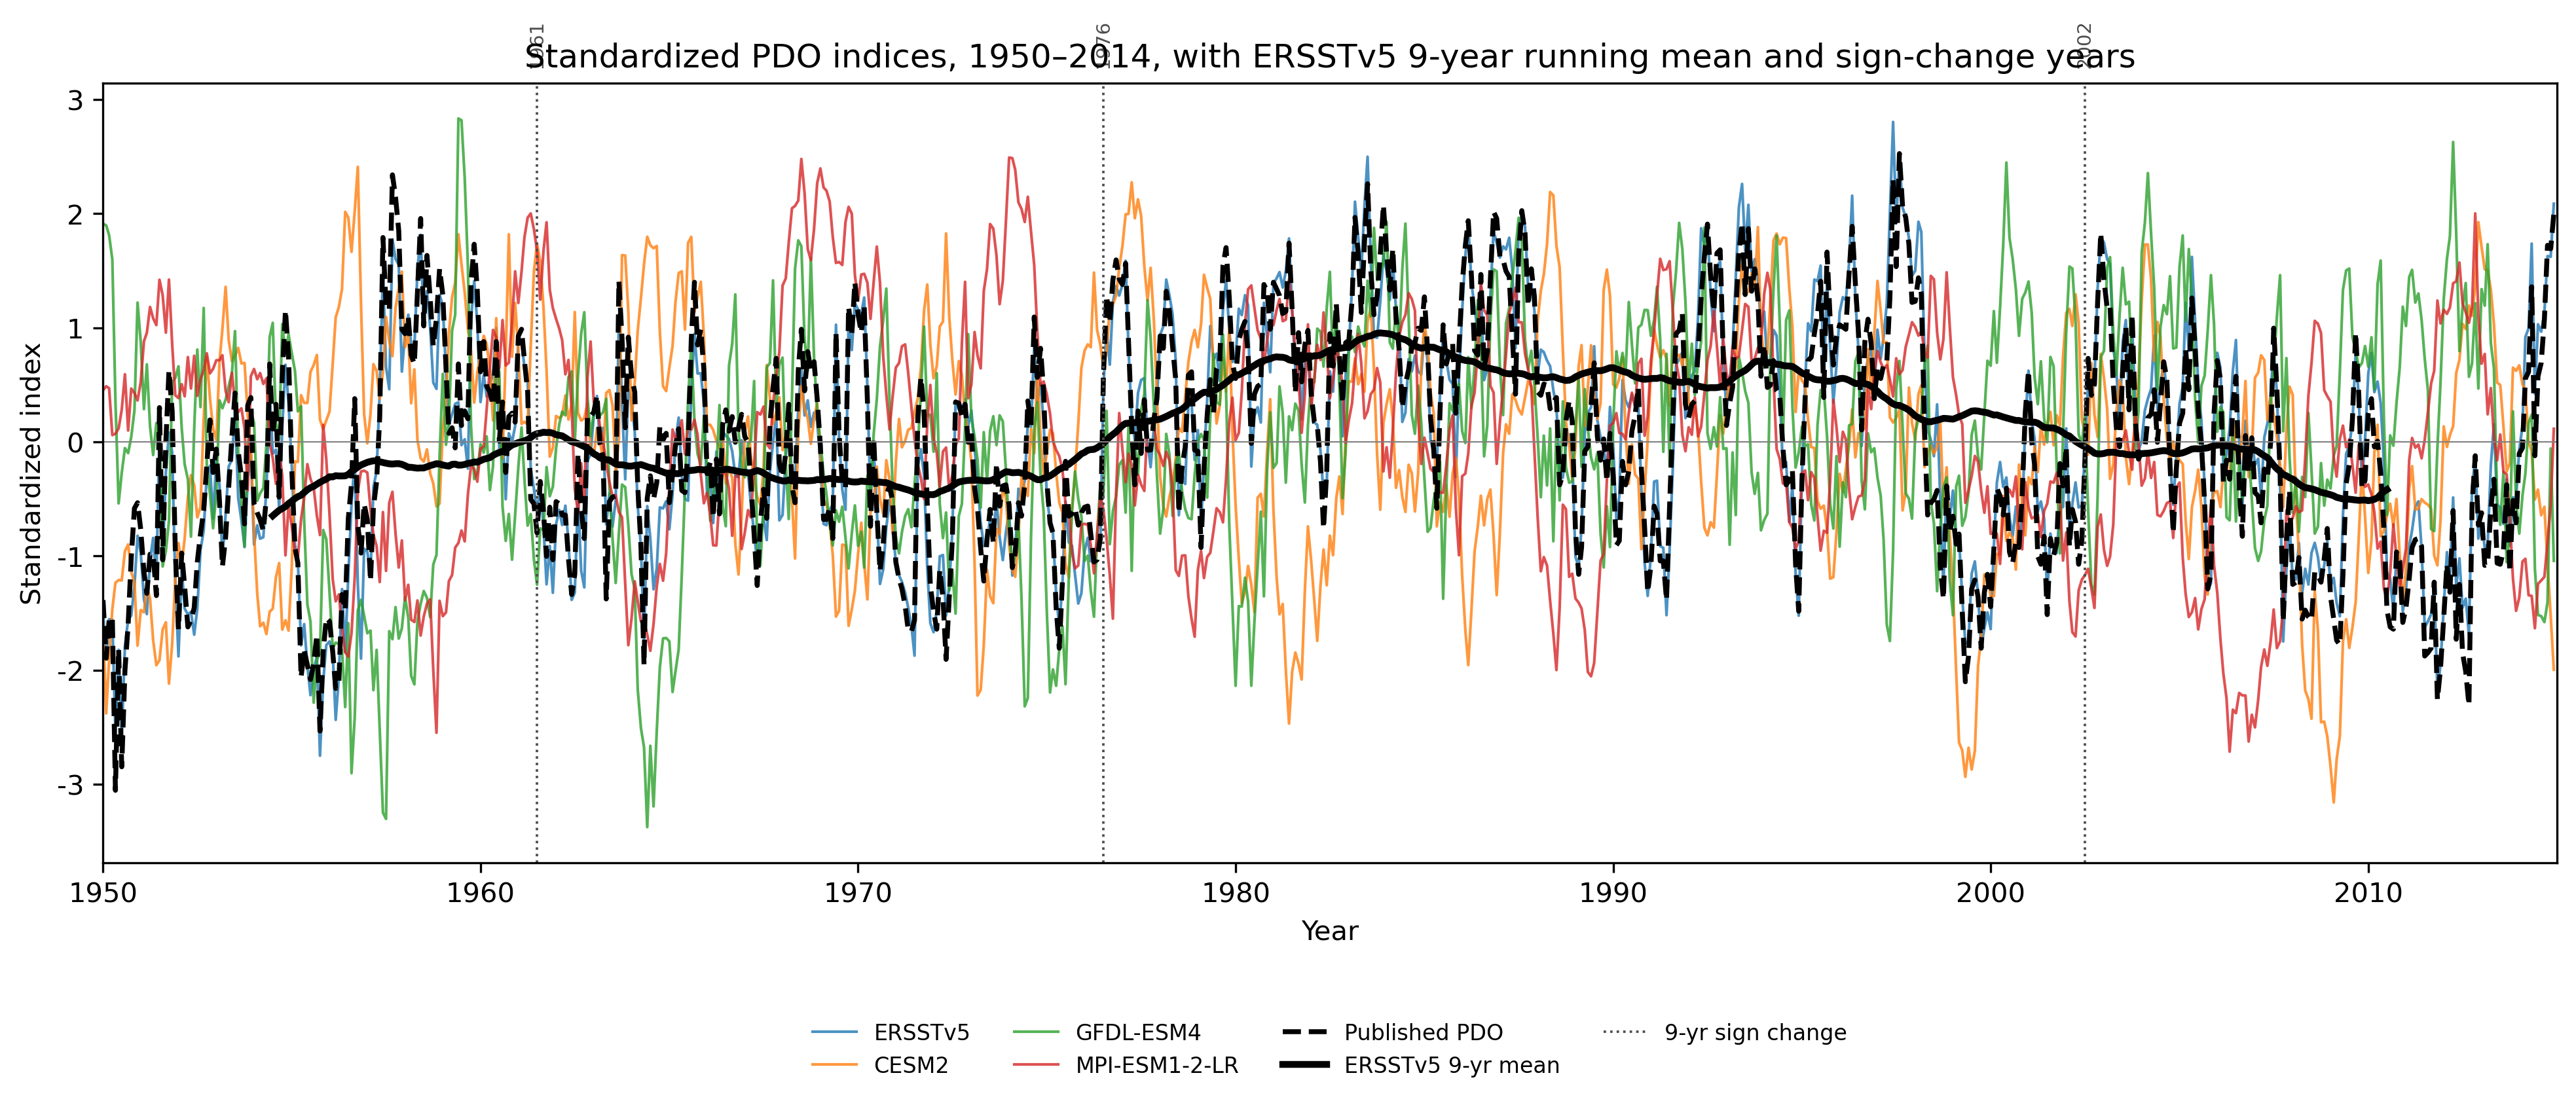 1961
1976
2002
Standardized PDO indices, 1950–2014, with ERSSTv5 9-year running mean and sign-change years
Standardized index
3
2
1
0
-1
-2
-3
1950
1960
1970
1980
1990
2000
2010
Year
ERSSTv5
CESM2
GFDL-ESM4
MPI-ESM1-2-LR
Published PDO
ERSSTv5 9-yr mean
9-yr sign change